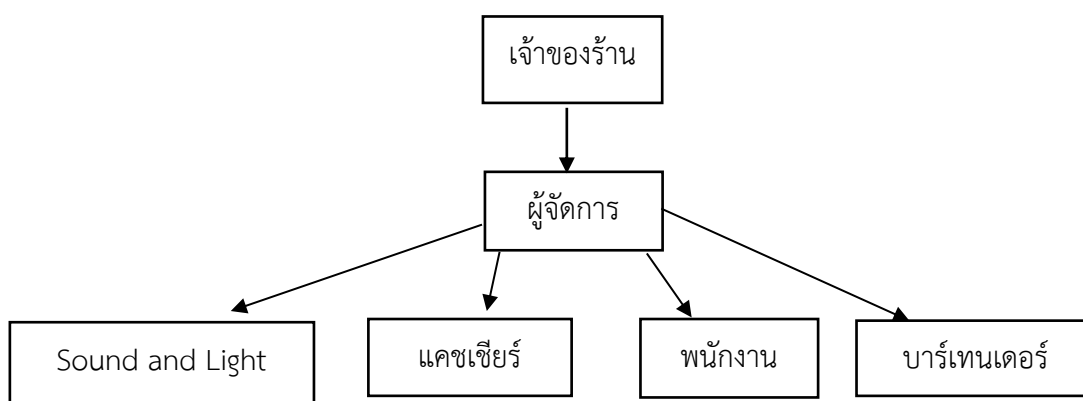 เจ้าของร้าน
ผู้จัดการ
Sound and Light
แคชเชียร์
พนักงาน
บาร์เทนเดอร์